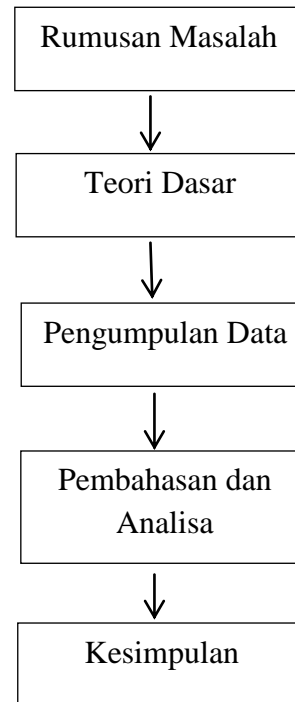 Rumusan Masalah
Teori Dasar
Pengumpulan Data
Pembahasan dan
Analisa
Kesimpulan